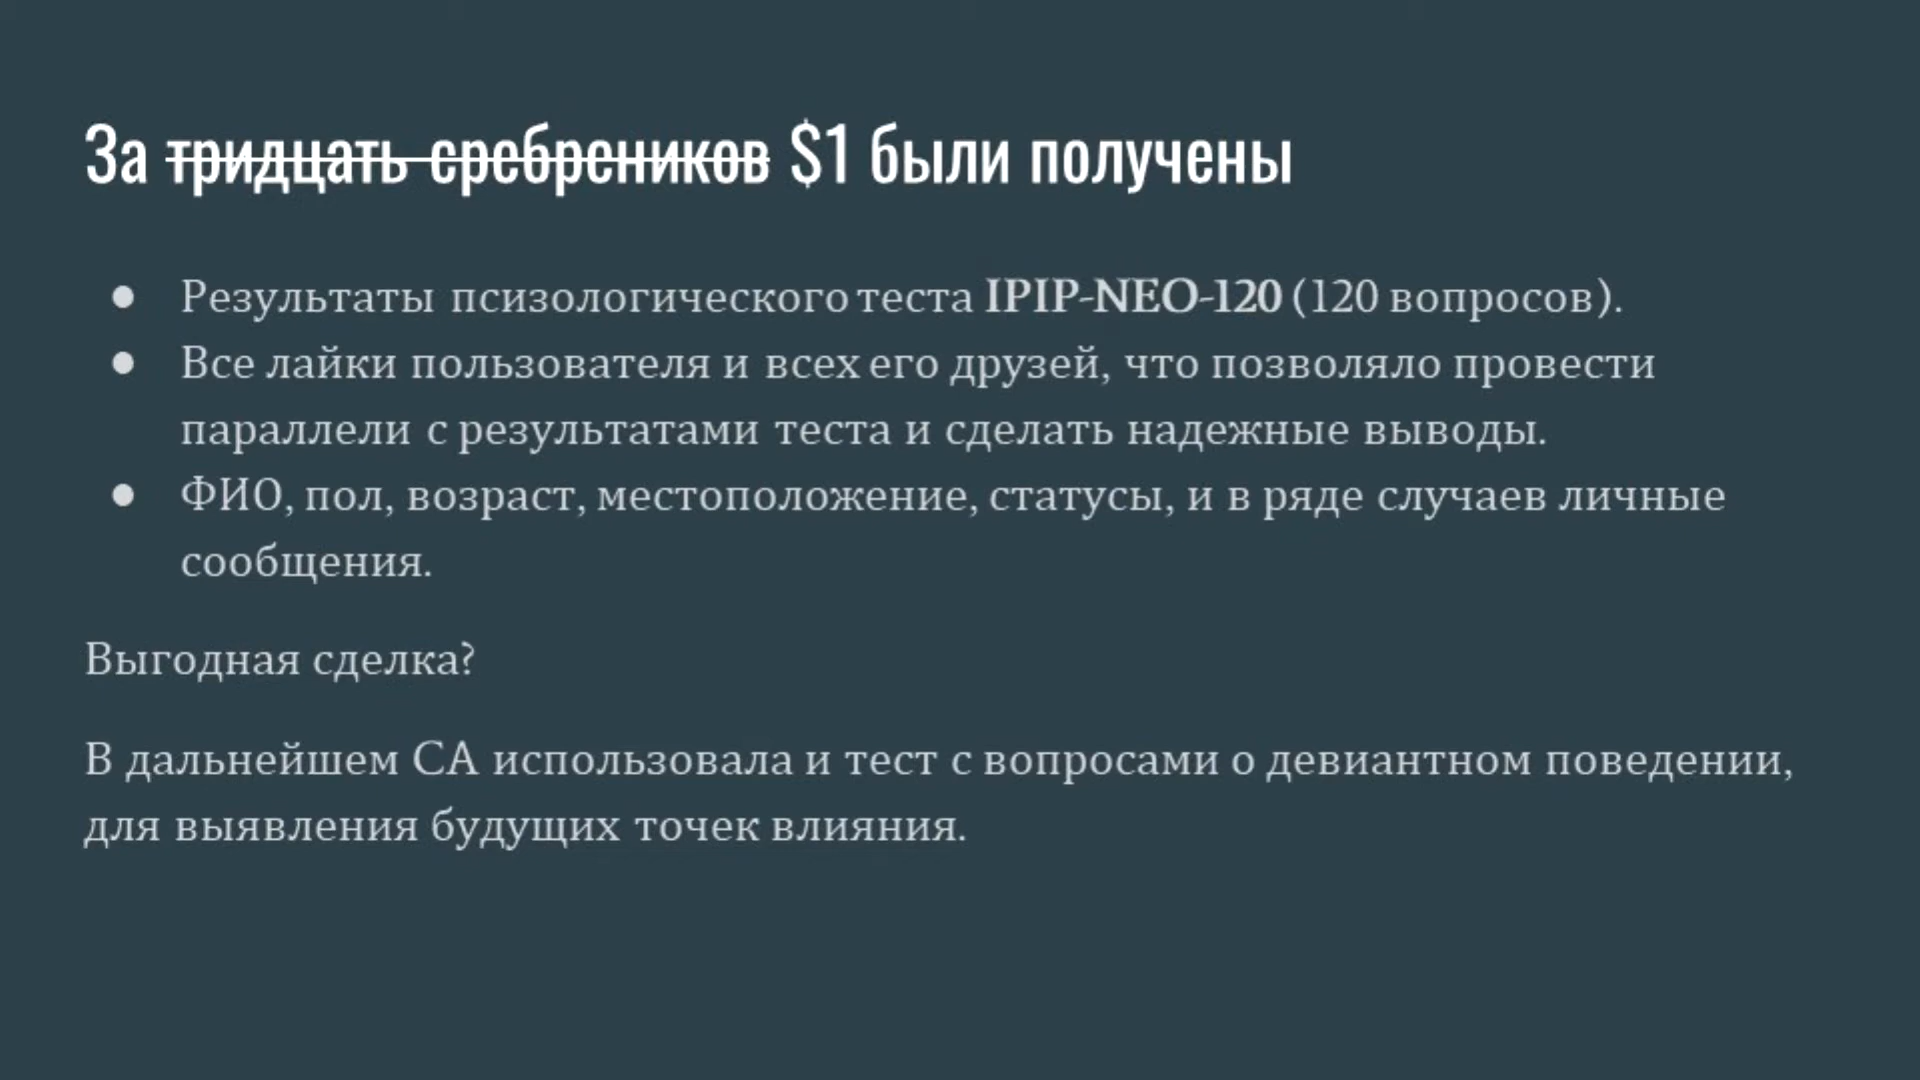 За тридцать сребреников $1 были получены
● Результаты псизологического теста IPIP-NEO-120 (120 вопросов).
● Все лайки пользователя и всех его друзей, что позволяло провести
параллели с результатами теста и сделать надежные выводы.
● ФИО, пол, возраст, местоположение, статусы, и в ряде случаев личные
сообщения.
Выгодная сделка?
В дальнейшем CA использовала и тест с вопросами о девиантном поведении,
для выявления будущих точек влияния.